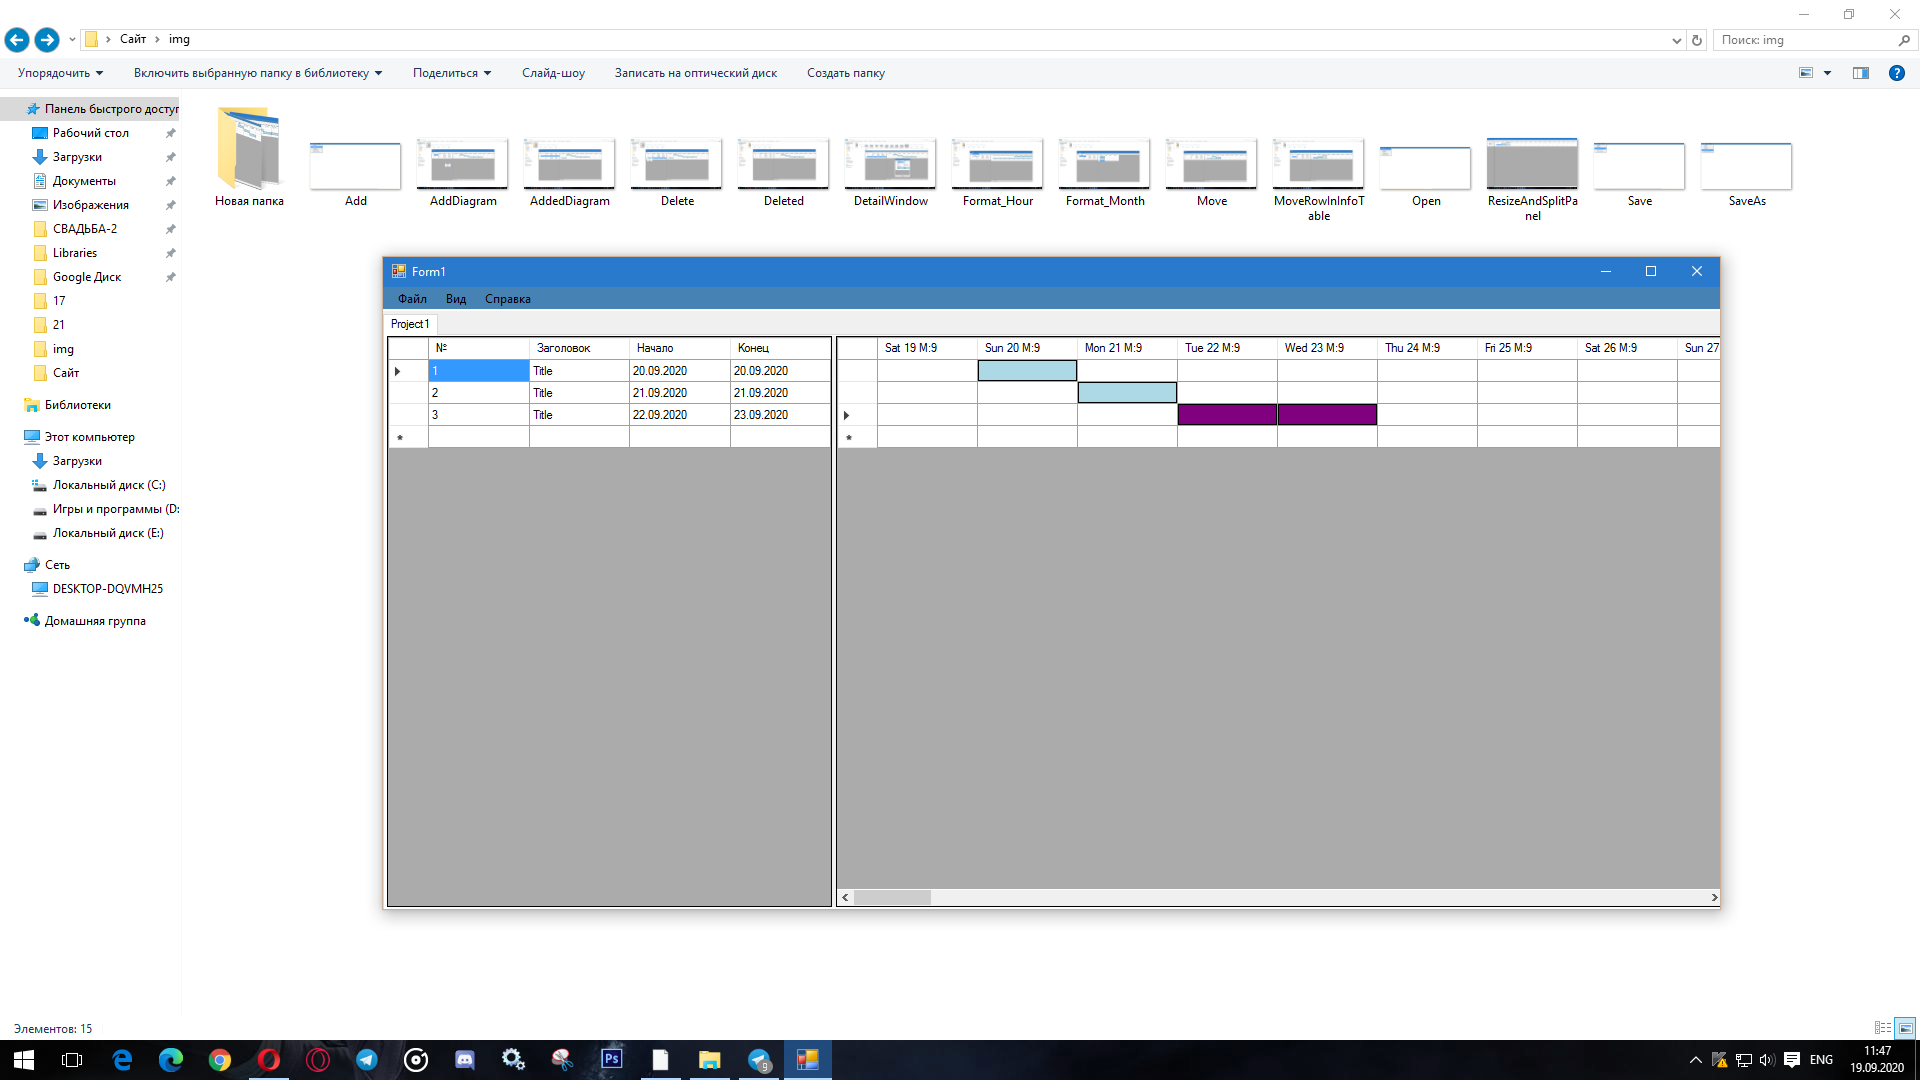 Сайт img
Поиск: img
Упорядочить Включить выбранную папку в библиотеку Поделиться Слайд-шоу Записать на оптический диск Создать папку
Панель быстрого доступ
Рабочий стол
Загрузки
Документы
Изображения
СВАДЬБА-2
Libraries
Google Диск
17
21
img
Сайт
Библиотеки
Этот компьютер
Загрузки
Локальный диск (C:)
Игры и программы (D:
Локальный диск (E:)
Сеть
DESKTOP-DQVMH25
Домашняя группа
Новая папка
Add
AddDiagram
AddedDiagram
Delete
Deleted
DetailWindow
Format_Hour
Format_Month
Move
MoveRowInInfoT
able
Open
ResizeAndSplitPa
nel
Save
SaveAs
Form1
Файл Вид Справка
Project1
№ Заголовок Начало Конец
1 Title 20.09.2020 20.09.2020
2 Title 21.09.2020 21.09.2020
3 Title 22.09.2020 23.09.2020
*
Sat 19 M:9 Sun 20 M:9 Mon 21 M:9 Tue 22 M:9 Wed 23 M:9 Thu 24 M:9 Fri 25 M:9 Sat 26 M:9 Sun 27
*
Элементов: 15
Ps
9
ENG
11:47
19.09.2020